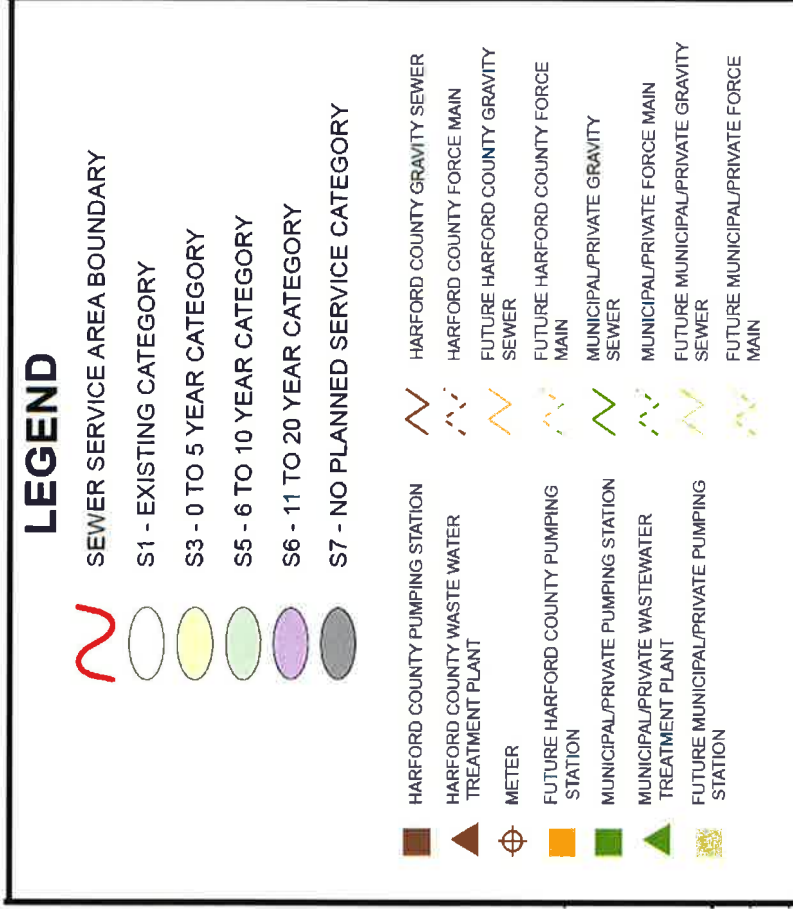 LEGEND
SEWER SERVICE AREA BOUNDARY
S1 - EXISTING CATEGORY
S3 - 0 TO 5 YEAR CATEGORY
S5 - 6 TO 10 YEAR CATEGORY
S6 - 11 TO 20 YEAR CATEGORY
S7 - NO PLANNED SERVICE CATEGORY
HARFORD COUNTY PUMPING STATION
HARFORD COUNTY WASTE WATER
TREATMENT PLANT
METER
FUTURE HARFORD COUNTY PUMPING
STATION
MUNICIPAL/PRIVATE PUMPING STATION
MUNICIPAL/PRIVATE WASTEWATER
TREATMENT PLANT
FUTURE MUNICIPAL/PRIVATE PUMPING
STATION
HARFORD COUNTY GRAVITY SEWER
HARFORD COUNTY FORCE MAIN
FUTURE HARFORD COUNTY GRAVITY
SEWER
FUTURE HARFORD COUNTY FORCE
MAIN
MUNICIPAL/PRIVATE GRAVITY
SEWER
MUNICIPAL/PRIVATE FORCE MAIN
FUTURE MUNICIPAL/PRIVATE GRAVITY
SEWER
FUTURE MUNICIPAL/PRIVATE FORCE
MAIN